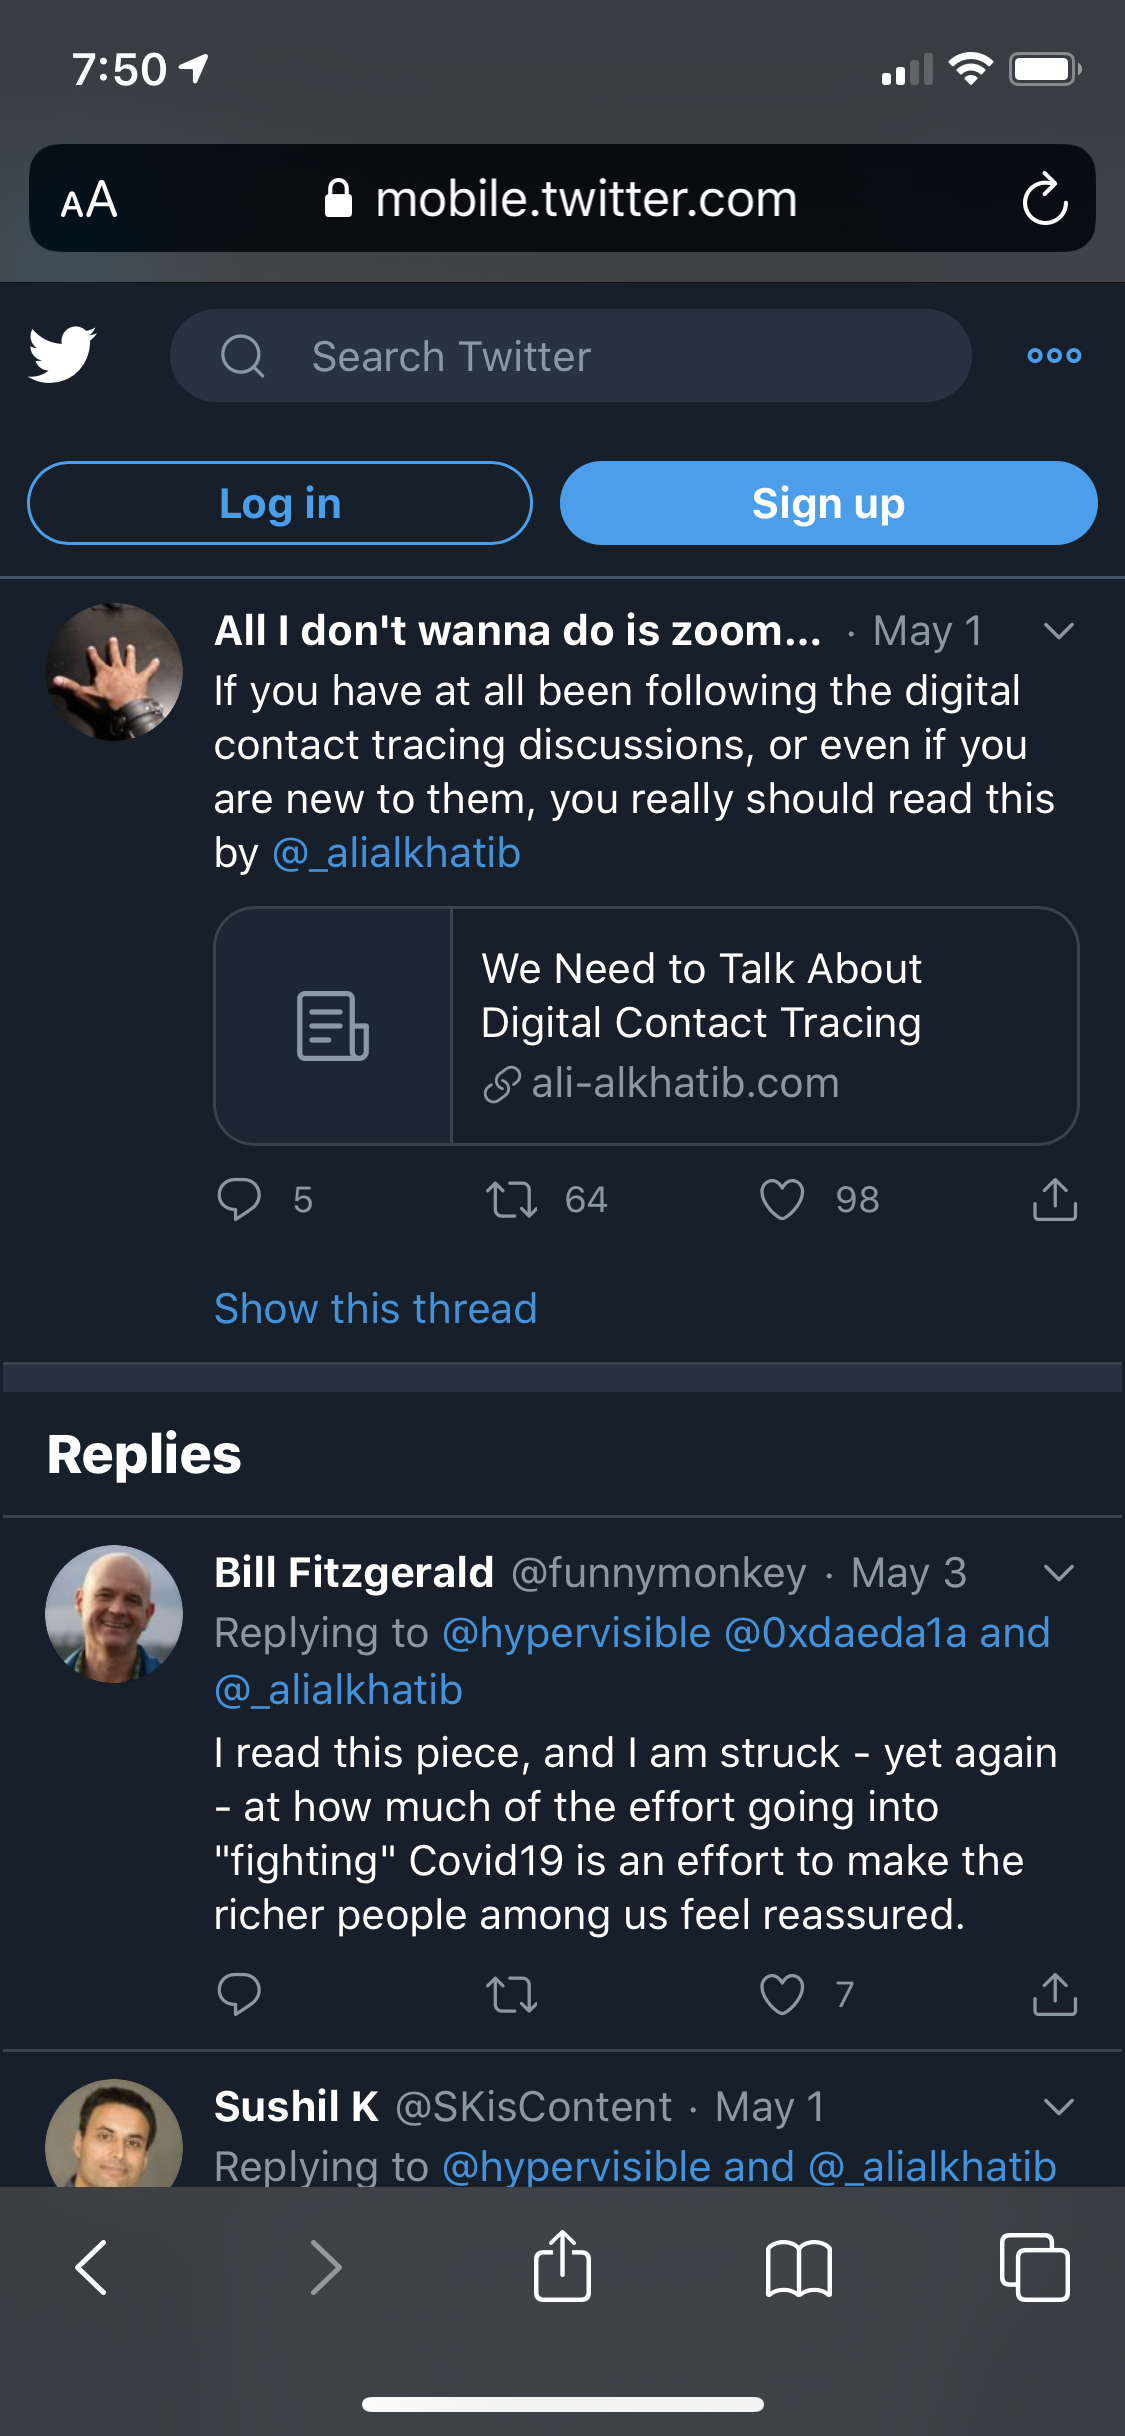 7:50
AA mobile.twitter.com
Search Twitter
Log in
Sign up
All I don't wanna do is zoom... · May 1
If you have at all been following the digital
contact tracing discussions, or even if you
are new to them, you really should read this
by @_alialkhatib
We Need to Talk About
Digital Contact Tracing
ali-alkhatib.com
5 64 98
Show this thread
Replies
Bill Fitzgerald @funnymonkey · May 3
Replying to @hypervisible @0xdaeda1a and
@_alialkhatib
I read this piece, and I am struck - yet again
- at how much of the effort going into
"fighting" Covid19 is an effort to make the
richer people among us feel reassured.
7
Sushil K @SKisContent · May 1
Replying to @hypervisible and @_alialkhatib